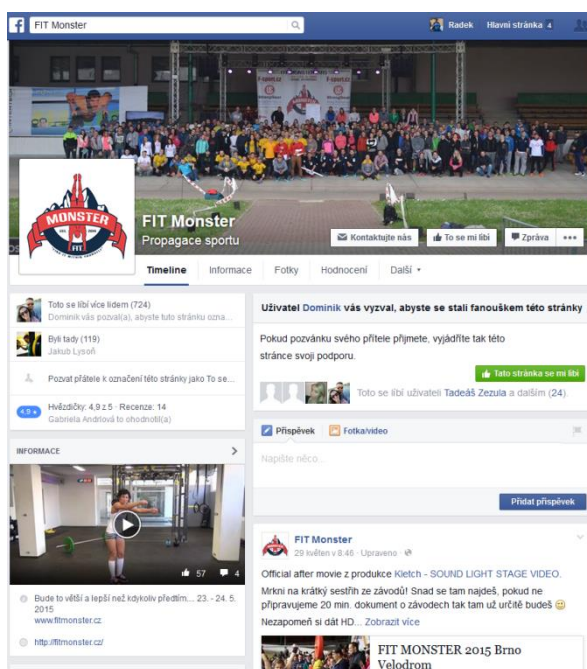 FIT Monster
Radek
Hlavní stránka 4
F-sport.cz
MONSTER
FIT
FIT Monster
Propagace sportu
Kontaktujte nás
To se mi líbí
Zpráva
Timeline
Informace
Fotky
Hodnocení
Další
Toto se líbí více lidem (724)
Dominik vás pozval(a), abyste tuto stránku ozna...
Byli tady (119)
Jakub Lysoň
Pozvat přátele k označení této stránky jako To se...
4,9 ★
Hvězdičky: 4,9 z 5 · Recenze: 14
Gabriela Andriová to ohodnotil(a)
INFORMACE
57
4
Bude to větší a lepší než kdykoliv předtím... 23. - 24. 5.
2015
www.fitmonster.cz
http://fitmonster.cz/
Uživatel Dominik vás vyzval, abyste se stali fanouškem této stránky
Pokud pozvánku svého přítele přijmete, vyjádříte tak této
stránce svoji podporu.
Tato stránka se mi líbí
Toto se líbí uživateli Tadeáš Zezula a dalším (24).
Příspěvek
Fotka/video
Napište něco...
Přidat příspěvek
FIT Monster
29 květen v 8:46 · Upraveno ·
Official after movie z produkce Kletch - SOUND LIGHT STAGE VIDEO.
Mrkni na krátký sestřih ze závodů! Snad se tam najdeš, pokud ne
připravujeme 20 min. dokument o závodech tak tam už určitě budeš
Nezapomeň si dát HD... Zobrazit více
FIT MONSTER 2015 Brno
Velodrom